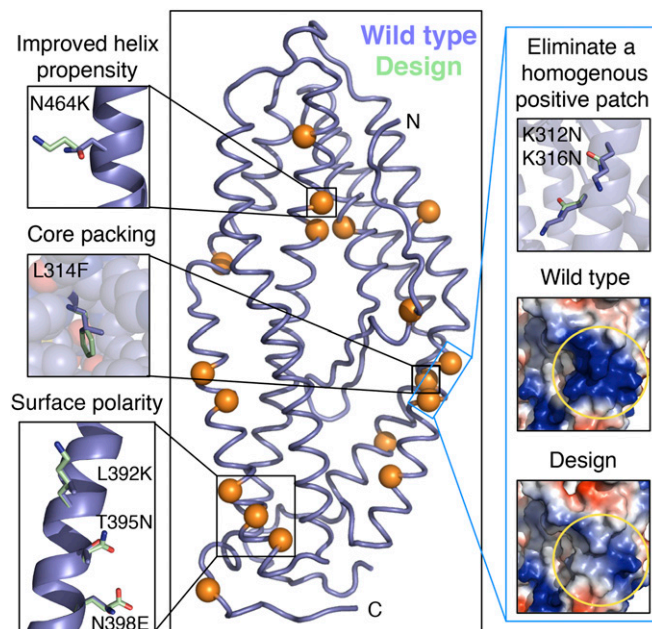 Improved helix
propensity
N464K
Core packing
L314F
Surface polarity
L392K
T395N
N398E
Wild type
Design
N
C
Eliminate a
homogenous
positive patch
K312N
K316N
Wild type
Design